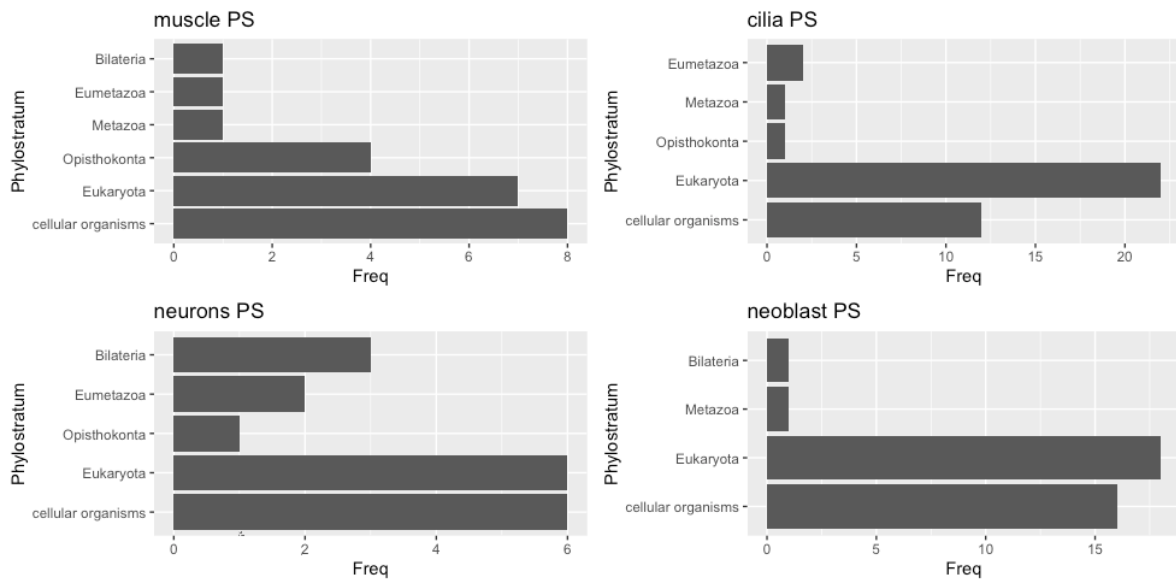 muscle PS
Phylostratum
Bilateria
Eumetazoa
Metazoa
Opisthokonta
Eukaryota
cellular organisms
0 2 4 6 8
Freq
cilia PS
Phylostratum
Eumetazoa
Metazoa
Opisthokonta
Eukaryota
cellular organisms
0 5 10 15 20
Freq
neurons PS
Phylostratum
Bilateria
Eumetazoa
Opisthokonta
Eukaryota
cellular organisms
0 2 4 6
Freq
neoblast PS
Phylostratum
Bilateria
Metazoa
Eukaryota
cellular organisms
0 5 10 15
Freq